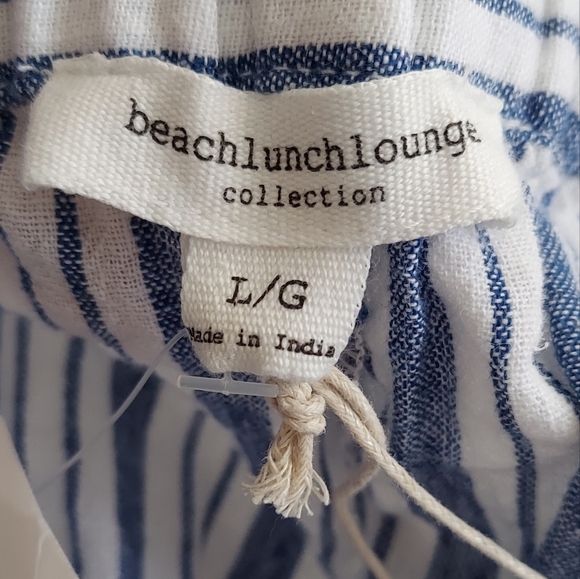 beachlunchlounge
collection
L/G
Made in India